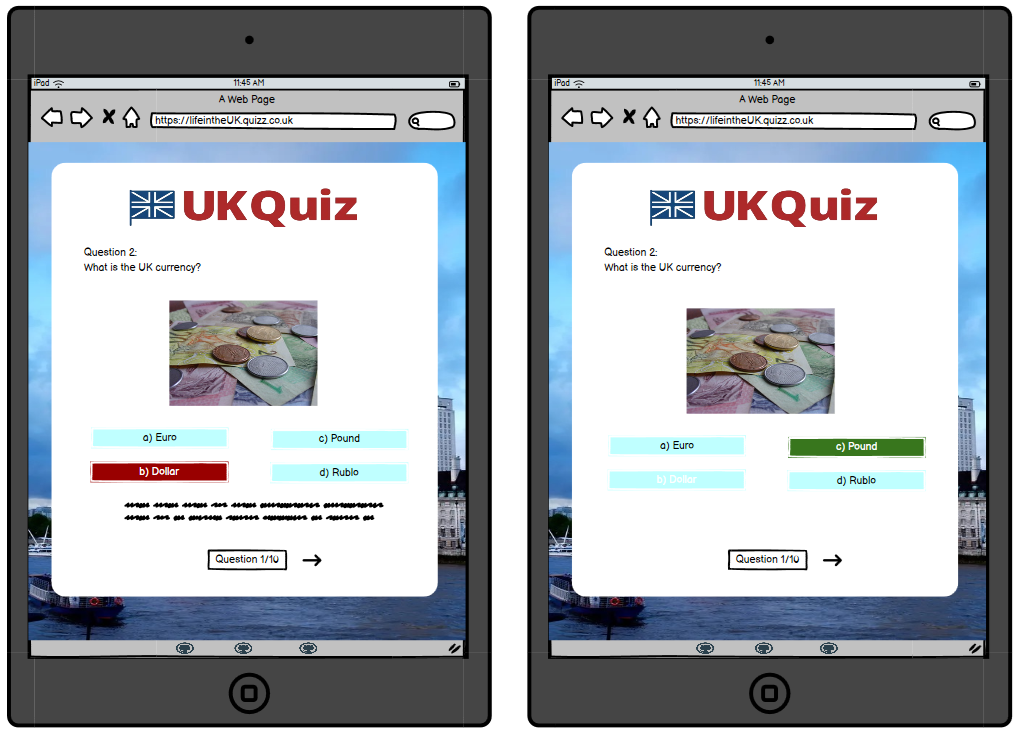 iPad
11:45 AM
A Web Page
https://lifeintheUK.quizz.co.uk
UKQuiz
Question 2:
What is the UK currency?
a) Euro
c) Pound
b) Dollar
d) Rublo
Question 1/10
iPad
11:45 AM
A Web Page
https://lifeintheUK.quizz.co.uk
UKQuiz
Question 2:
What is the UK currency?
a) Euro
c) Pound
b) Dollar
d) Rublo
Question 1/10